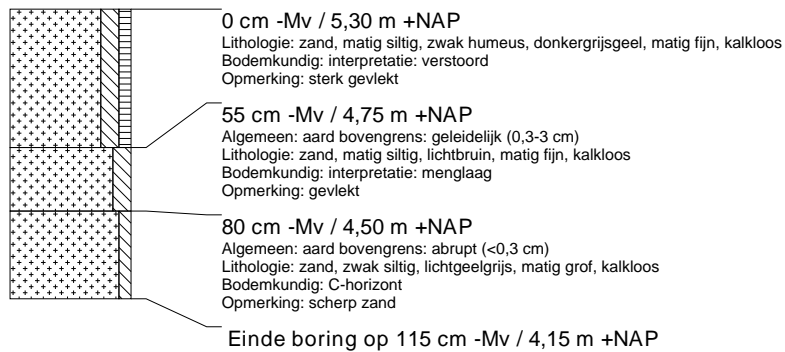 0 cm -Mv / 5,30 m +NAP
Lithologie: zand, matig siltig, zwak humeus, donkergrijsgeel, matig fijn, kalkloos
Bodemkundig: interpretatie: verstoord
Opmerking: sterk gevlekt
55 cm -Mv / 4,75 m +NAP
Algemeen: aard bovengrens: geleidelijk (0,3-3 cm)
Lithologie: zand, matig siltig, lichtbruin, matig fijn, kalkloos
Bodemkundig: interpretatie: menglaag
Opmerking: gevlekt
80 cm -Mv / 4,50 m +NAP
Algemeen: aard bovengrens: abrupt (<0,3 cm)
Lithologie: zand, zwak siltig, lichtgeelgrijs, matig grof, kalkloos
Bodemkundig: C-horizont
Opmerking: scherp zand
Einde boring op 115 cm -Mv / 4,15 m +NAP